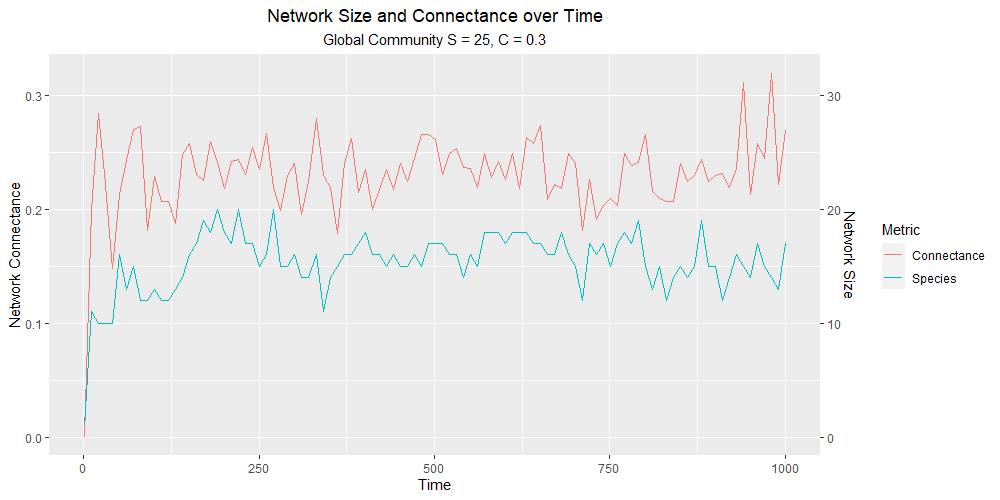 Network Size and Connectance over Time
Global Community S = 25, C = 0.3
Network Connectance
0.3
0.2
0.1
0.0
0
250
500
750
1000
Time
30
20
10
0
Network Size
Metric
Connectance
Species